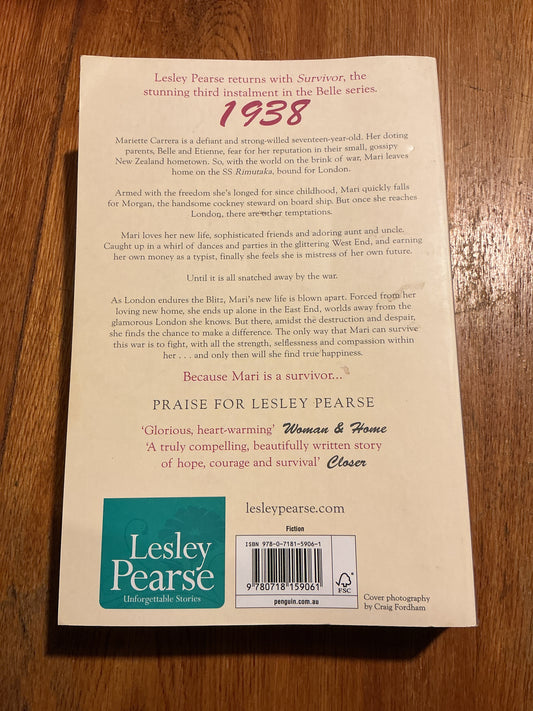 Lesley Pearse returns with Survivor, the
stunning third instalment in the Belle series.
1938
Mariette Carrera is a defiant and strong-willed seventeen-year-old. Her doting
parents, Belle and Etienne, fear for her reputation in their small, gossipy
New Zealand hometown. So, with the world on the brink of war, Mari leaves
home on the SS Rimutaka, bound for London.
Armed with the freedom she's longed for since childhood, Mari quickly falls
for Morgan, the handsome cockney steward on board ship. But once she reaches
London, there are other temptations.
Mari loves her new life, sophisticated friends and adoring aunt and uncle.
Caught up in a whirl of dances and parties in the glittering West End, and earning
her own money as a typist, finally she feels she is mistress of her own future.
Until it is all snatched away by the war.
As London endures the Blitz, Mari's new life is blown apart. Forced from her
loving new home, she ends up alone in the East End, worlds away from the
glamorous London she knows. But there, amidst the destruction and despair,
she finds the chance to make a difference. The only way that Mari can survive
this war is to fight, with all the strength, selflessness and compassion within
her . . . and only then will she find true happiness.
Because Mari is a survivor...
PRAISE FOR LESLEY PEARSE
'Glorious, heart-warming' Woman & Home
'A truly compelling, beautifully written story
of hope, courage and survival' Closer
lesleypearse.com
Lesley
Pearse
Unforgettable Stories
Fiction
ISBN 978-0-7181-5906-1
9 780718 159061
penguin.com.au
FSC
Cover photography
by Craig Fordham